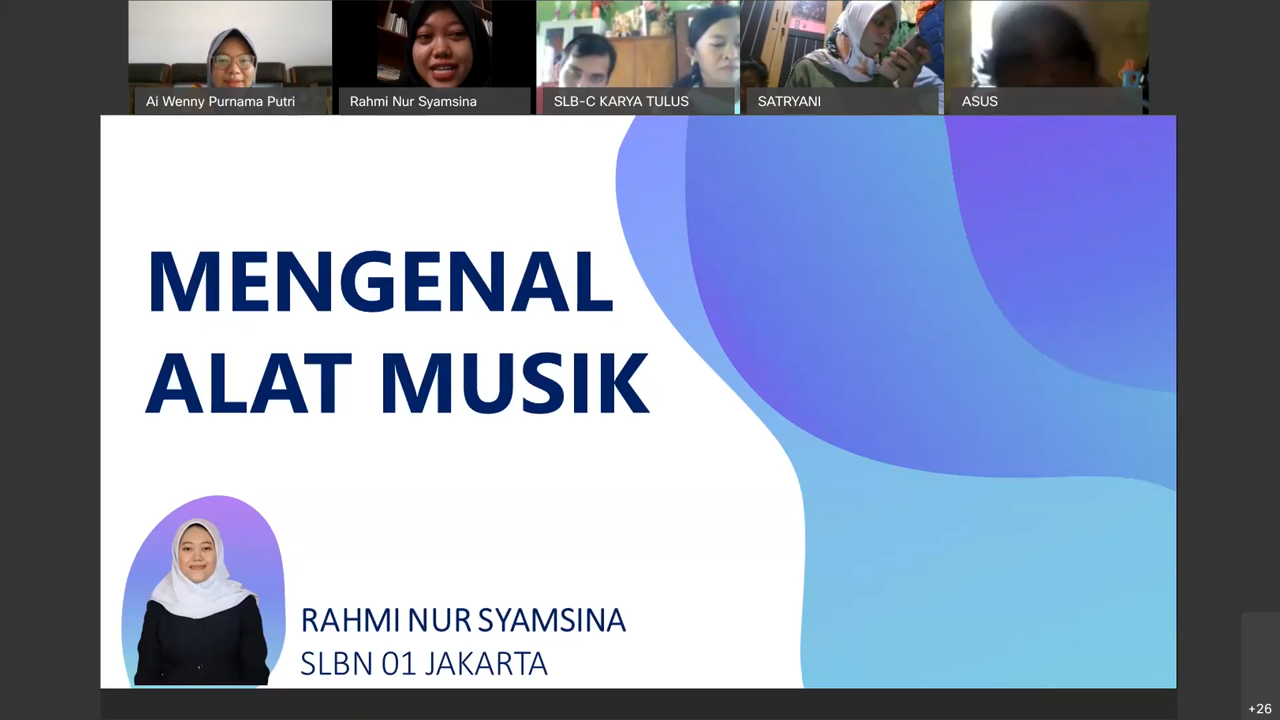 Ai Wenny Purnama Putri
Rahmi Nur Syamsina
SLB-C KARYA TULUS
SATRYANI
ASUS
MENGENAL
ALAT MUSIK
RAHMI NUR SYAMSINA
SLBN 01 JAKARTA
+26